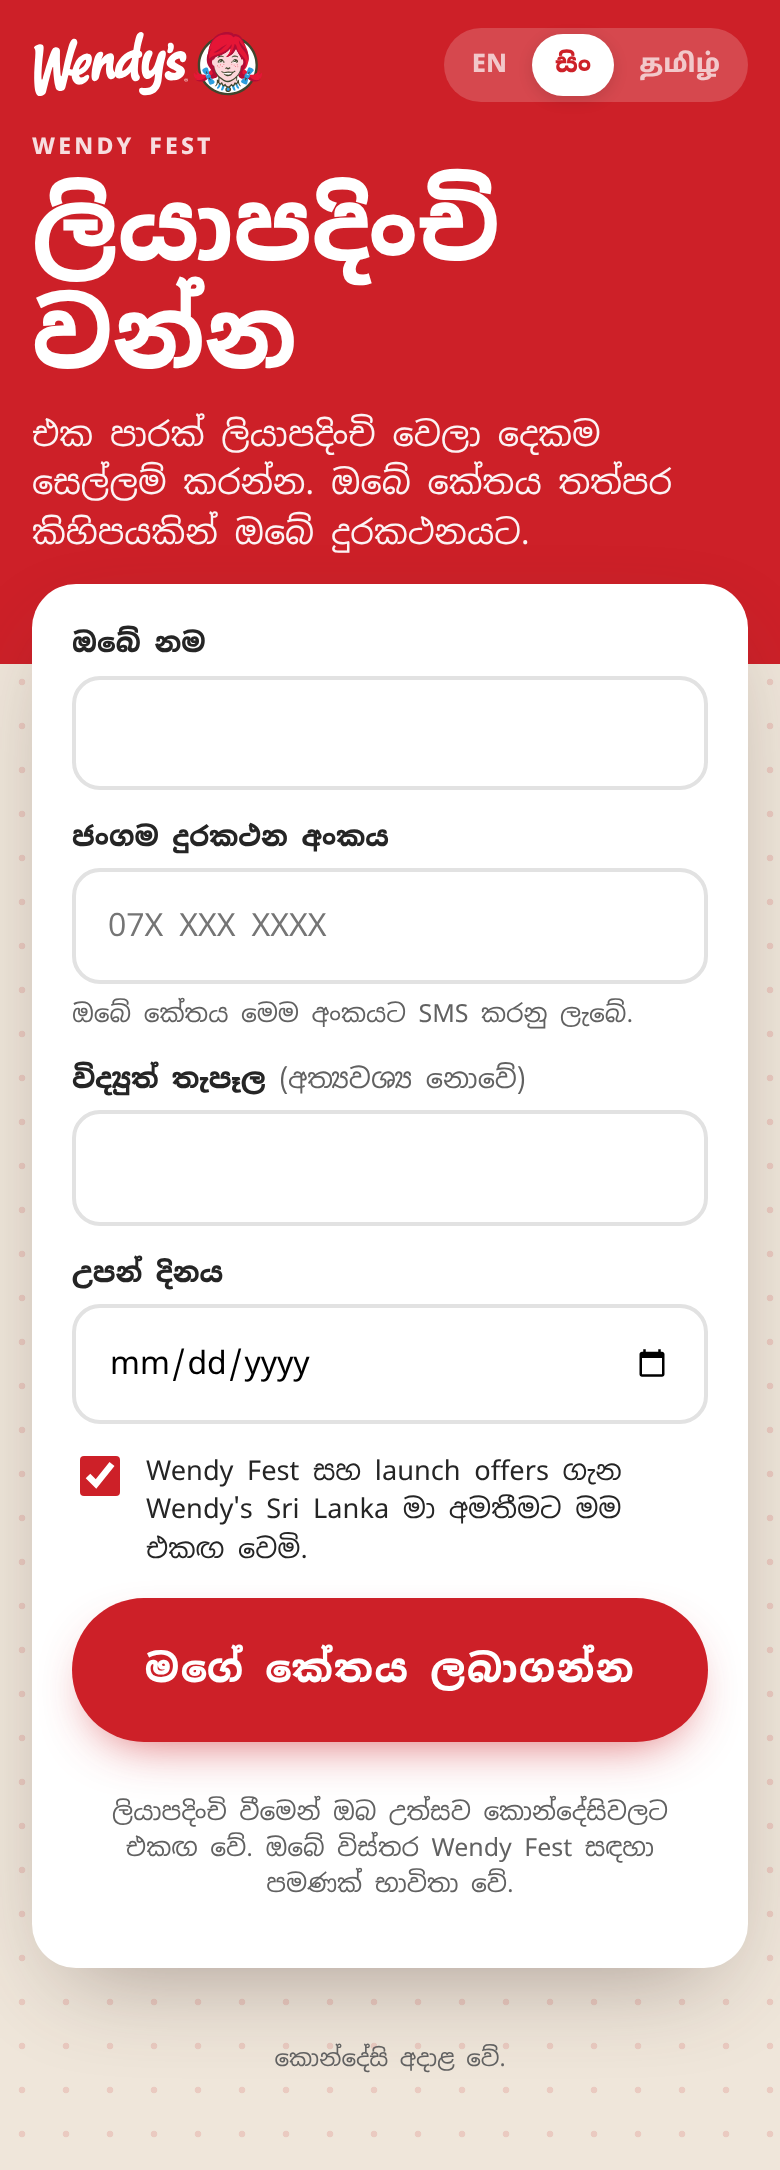 Wendy's
EN සිං தமிழ்
WENDY FEST
ලියාපදිංචි
වන්න
එක පාරක් ලියාපදිංචි වෙලා දෙකම
සෙල්ලම් කරන්න. ඔබේ කේතය තත්පර
කිහිපයකින් ඔබේ දුරකථනයට.
ඔබේ නම
ජංගම දුරකථන අංකය
07X XXX XXXX
ඔබේ කේතය මෙම අංකයට SMS කරනු ලැබේ.
විද්‍යුත් තැපෑල (අත්‍යවශ්‍ය නොවේ)
උපන් දිනය
mm/dd/yyyy
Wendy Fest සහ launch offers ගැන
Wendy's Sri Lanka මා අමතීමට මම
එකඟ වෙමි.
මගේ කේතය ලබාගන්න
ලියාපදිංචි වීමෙන් ඔබ උත්සව කොන්දේසිවලට
එකඟ වේ. ඔබේ විස්තර Wendy Fest සඳහා
පමණක් භාවිතා වේ.
කොන්දේසි අදාළ වේ.